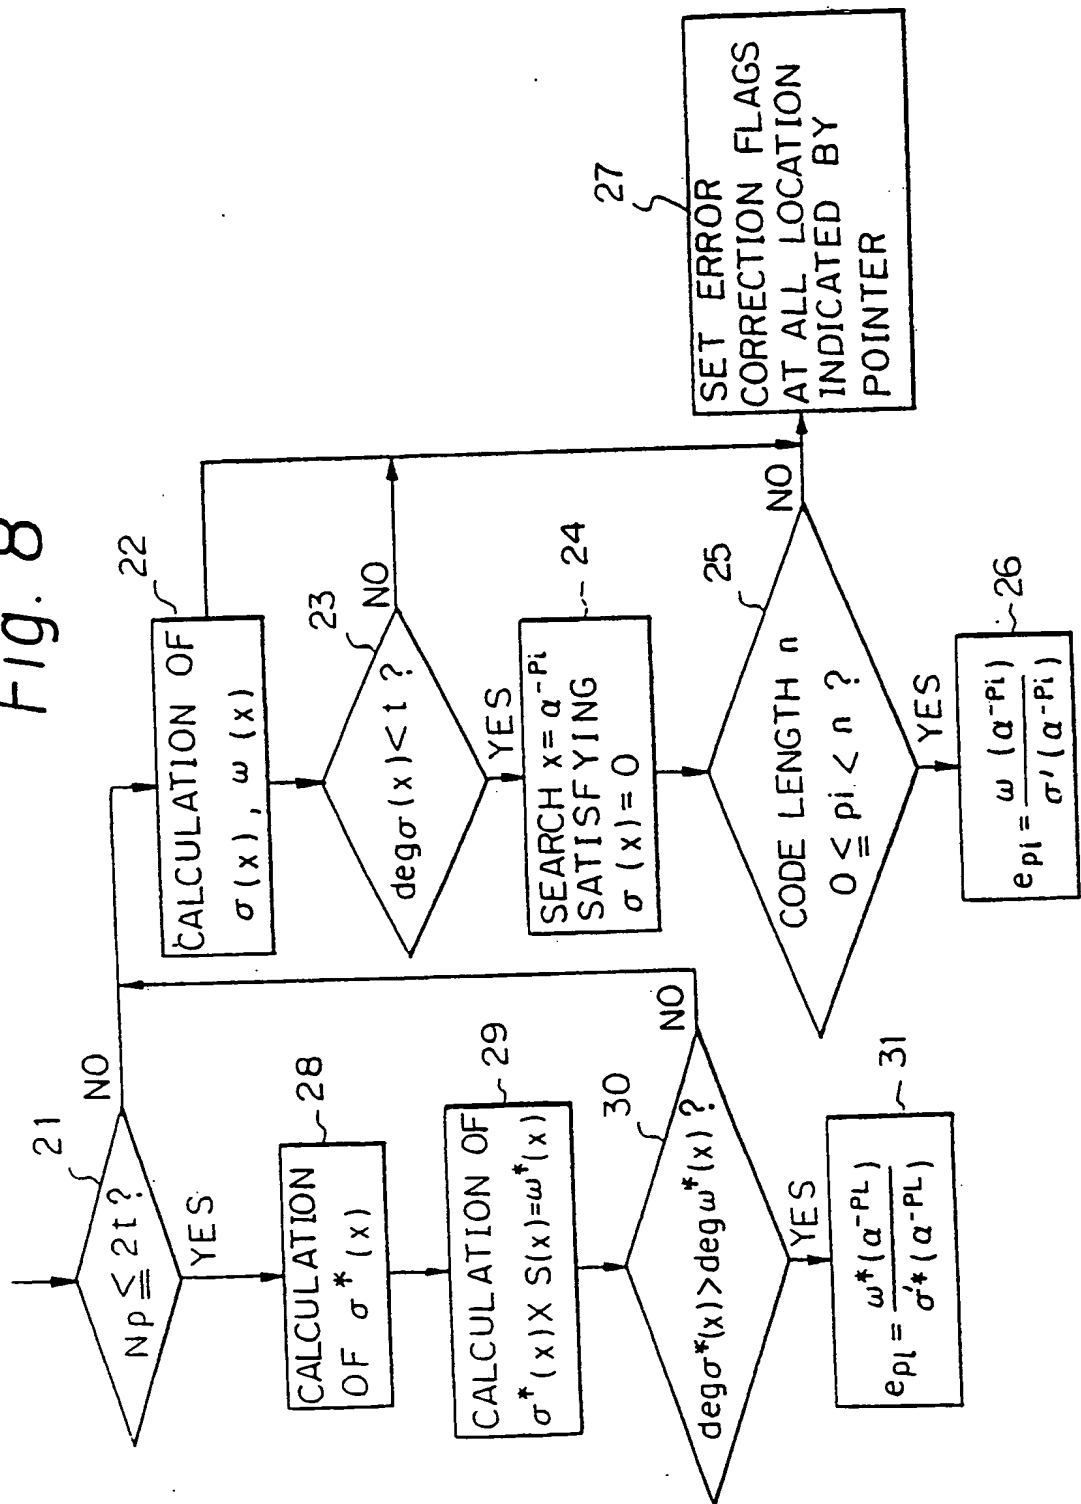 Fig. 8
21
Np ≦ 2t ?
NO
YES
28
CALCULATION
OF σ*(x)
29
CALCULATION OF
σ*(x) X S(x)=ω*(x)
30
degσ*(x)>degω*(x) ?
NO
YES
31
epl = ω*(α-PL)
σ'*(α-PL)
22
CALCULATION OF
σ(x), ω(x)
23
degσ(x)<t ?
NO
YES
24
SEARCH x=α-Pi
SATISFYING
σ(x)=0
25
CODE LENGTH n
0 ≦ pi < n ?
NO
YES
26
epi = ω(α-Pi)
σ'(α-Pi)
27
SET ERROR
CORRECTION FLAGS
AT ALL LOCATION
INDICATED BY
POINTER